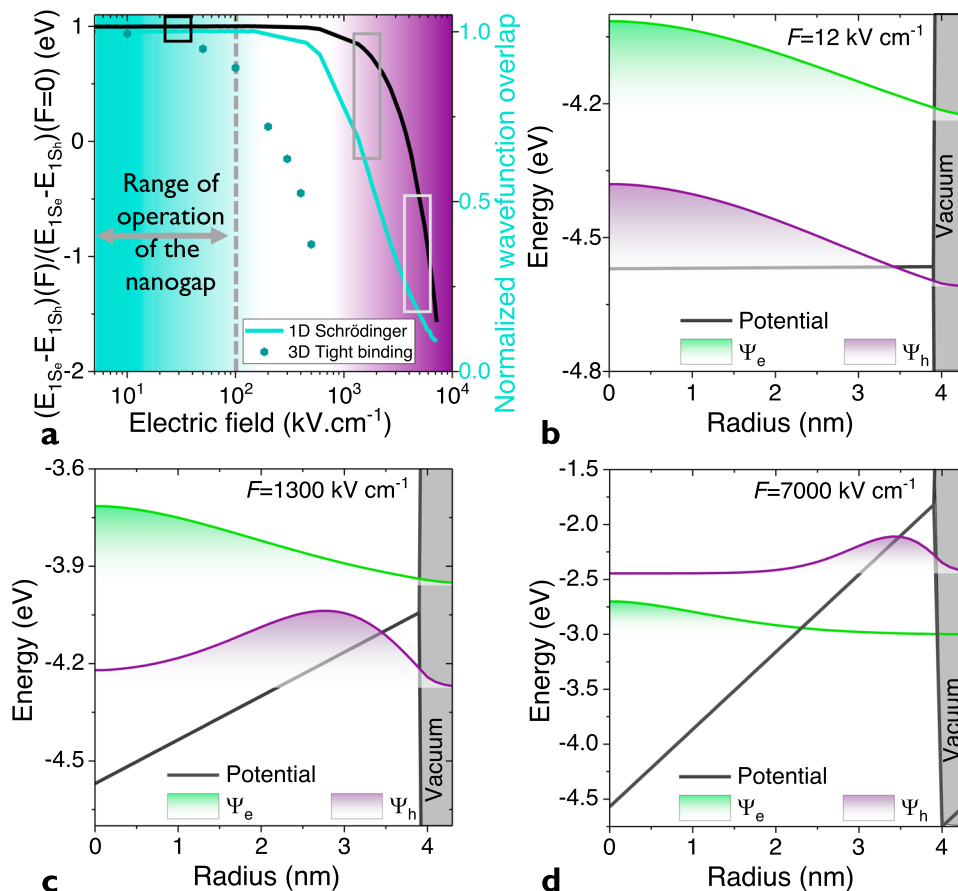 (E1Se-E1Sh)(F)/(E1Se-E1Sh)(F=0) (eV)
1
0
-1
-2
Range of
operation
of the
nanogap
1D Schrödinger
3D Tight binding
1.0
0.5
0.0
Normalized wavefunction overlap
10¹
10²
10³
10⁴
Electric field (kV.cm⁻¹)
a
F=12 kV cm⁻¹
Energy (eV)
-4.2
-4.5
-4.8
Vacuum
Potential
Ψe
Ψh
0
1
2
3
4
Radius (nm)
b
F=1300 kV cm⁻¹
Energy (eV)
-3.6
-3.9
-4.2
-4.5
Vacuum
Potential
Ψe
Ψh
0
1
2
3
4
Radius (nm)
c
F=7000 kV cm⁻¹
Energy (eV)
-1.5
-2.0
-2.5
-3.0
-3.5
-4.0
-4.5
Vacuum
Potential
Ψe
Ψh
0
1
2
3
4
Radius (nm)
d